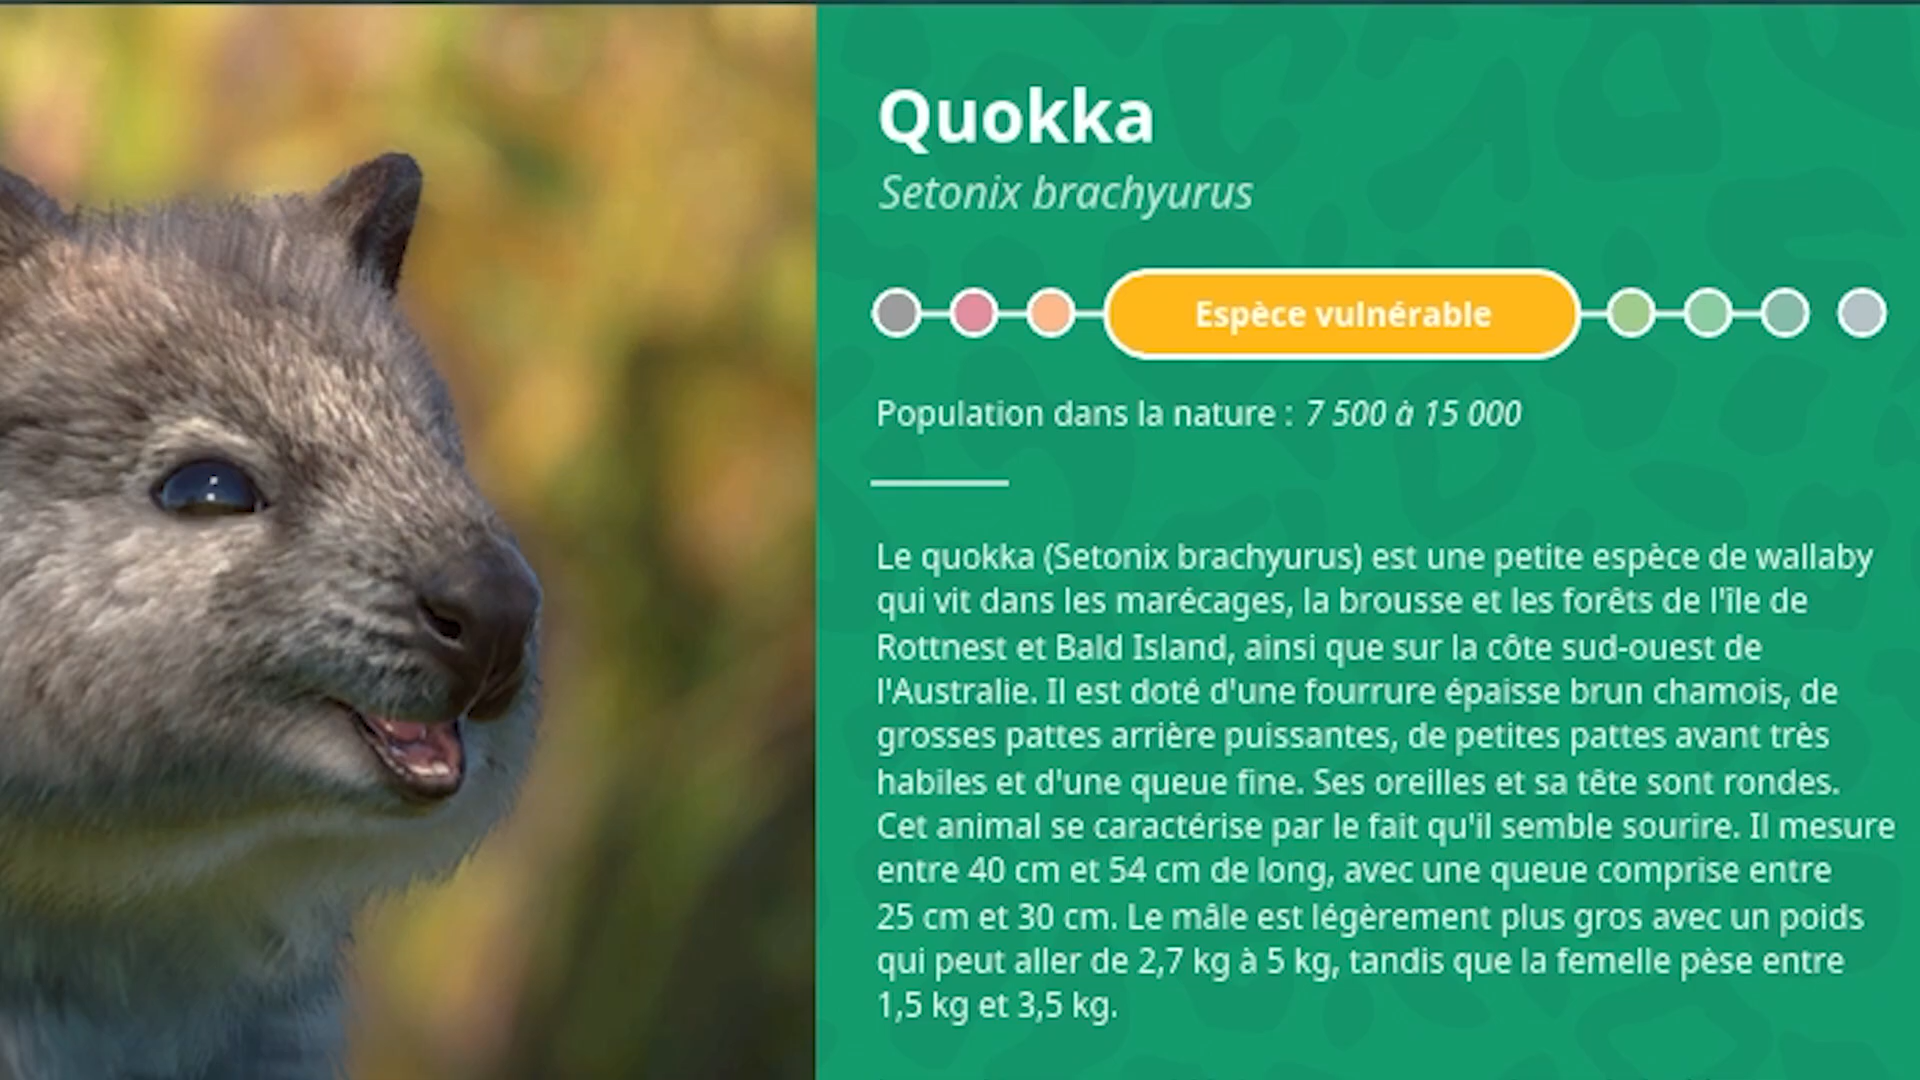 Quokka
Setonix brachyurus
Espèce vulnérable
Population dans la nature : 7 500 à 15 000
Le quokka (Setonix brachyurus) est une petite espèce de wallaby
qui vit dans les marécages, la brousse et les forêts de l'île de
Rottnest et Bald Island, ainsi que sur la côte sud-ouest de
l'Australie. Il est doté d'une fourrure épaisse brun chamois, de
grosses pattes arrière puissantes, de petites pattes avant très
habiles et d'une queue fine. Ses oreilles et sa tête sont rondes.
Cet animal se caractérise par le fait qu'il semble sourire. Il mesure
entre 40 cm et 54 cm de long, avec une queue comprise entre
25 cm et 30 cm. Le mâle est légèrement plus gros avec un poids
qui peut aller de 2,7 kg à 5 kg, tandis que la femelle pèse entre
1,5 kg et 3,5 kg.